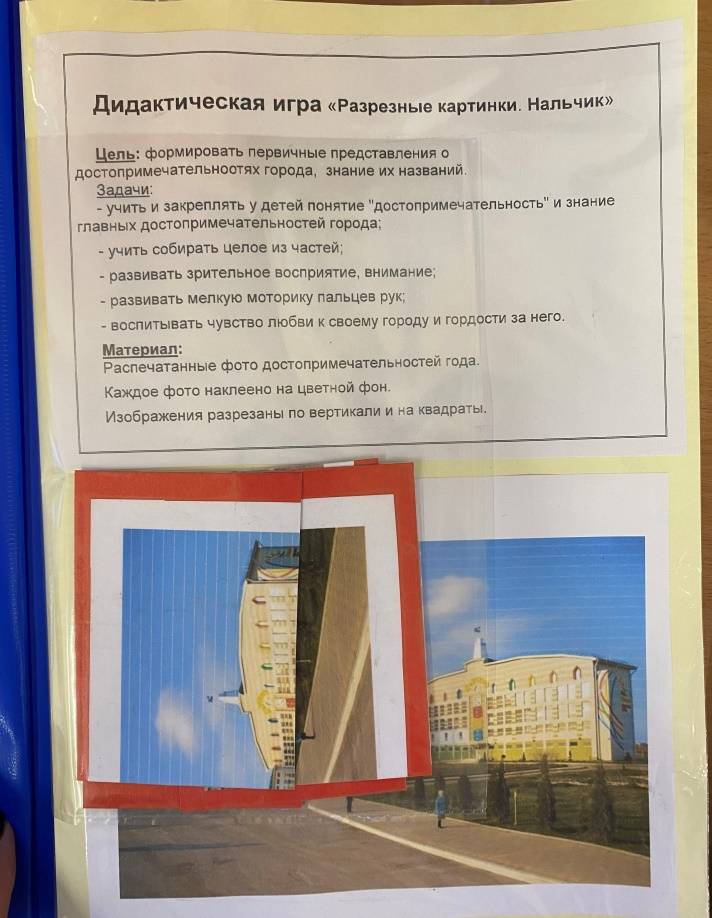 Дидактическая игра «Разрезные картинки. Нальчик»
Цель: формировать первичные представления о
достопримечательноотях города, знание их названий.
Задачи:
- учить и закреплять у детей понятие "достопримечательность" и знание
главных достопримечательностей города;
- учить собирать целое из частей;
- развивать зрительное восприятие, внимание;
- развивать мелкую моторику пальцев рук;
- воспитывать чувство любви к своему городу и гордости за него.
Материал:
Распечатанные фото достопримечательностей года.
Каждое фото наклеено на цветной фон.
Изображения разрезаны по вертикали и на квадраты.